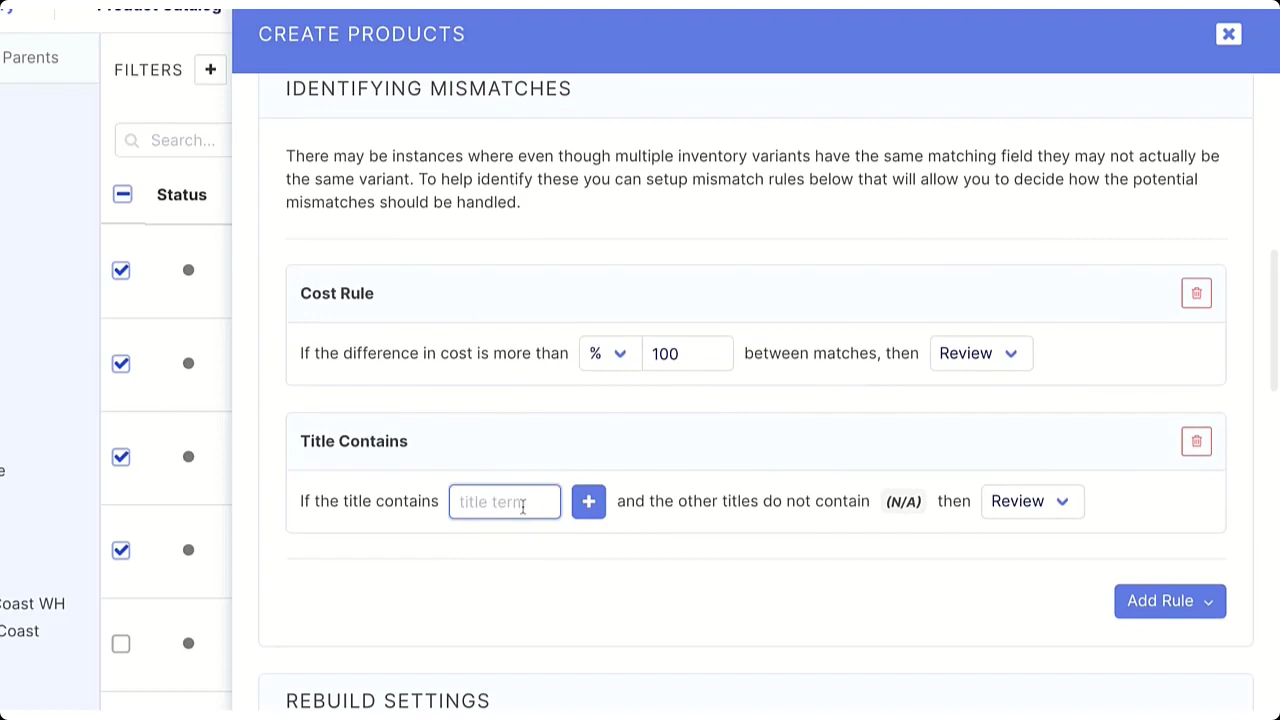 CREATE PRODUCTS
Parents
FILTERS +
Search...
Status
Coast WH
Coast
IDENTIFYING MISMATCHES
There may be instances where even though multiple inventory variants have the same matching field they may not actually be
the same variant. To help identify these you can setup mismatch rules below that will allow you to decide how the potential
mismatches should be handled.
Cost Rule
If the difference in cost is more than % 100 between matches, then Review
Title Contains
If the title contains title term + and the other titles do not contain (N/A) then Review
Add Rule
REBUILD SETTINGS